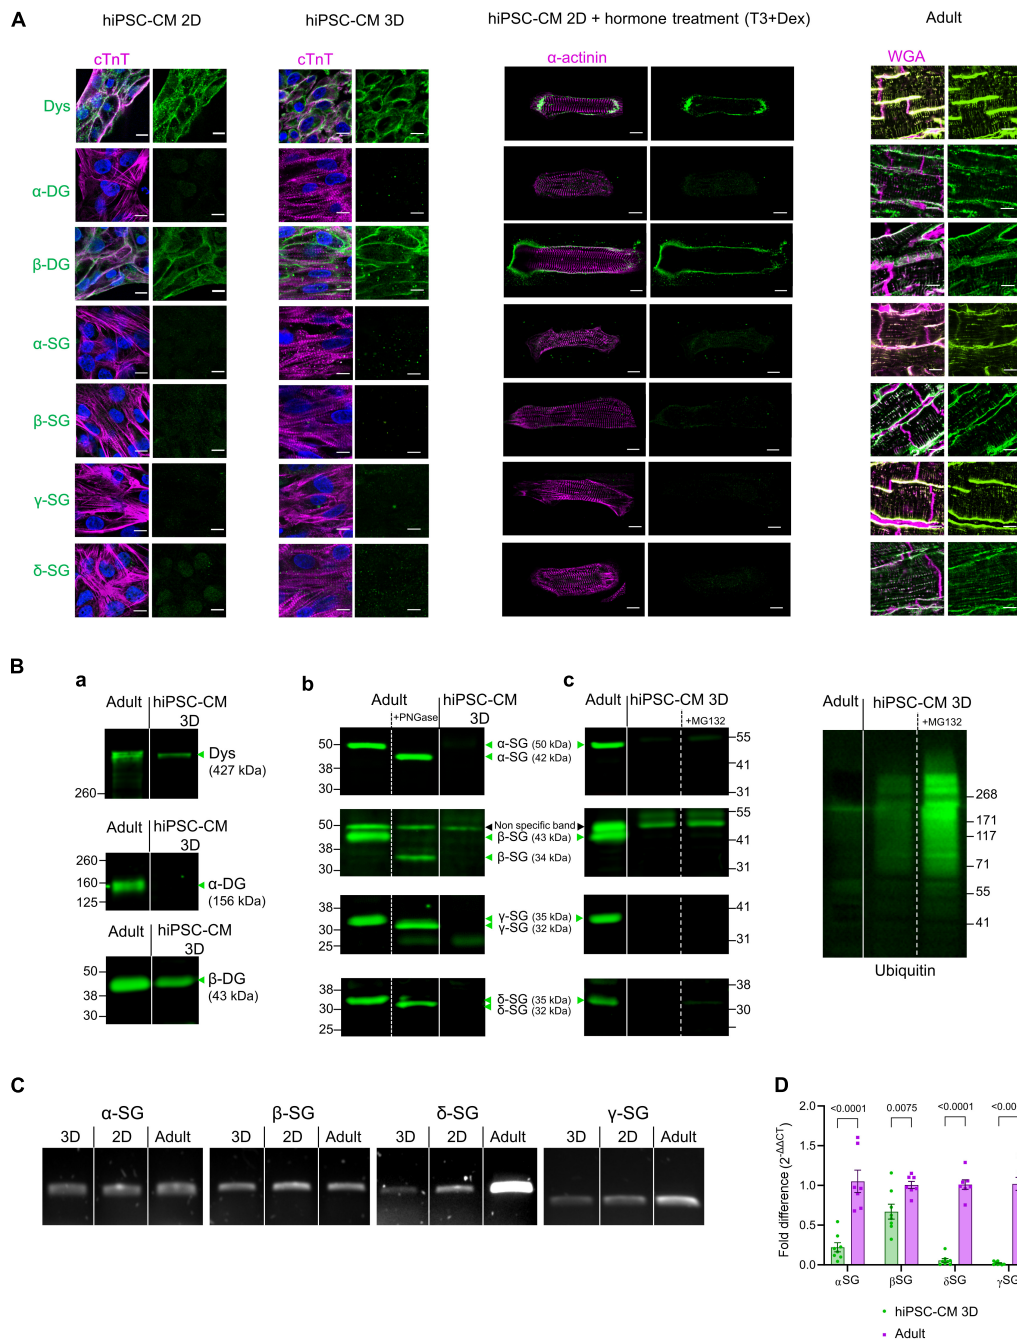 A
hiPSC-CM 2D
hiPSC-CM 3D
hiPSC-CM 2D + hormone treatment (T3+Dex)
Adult
cTnT
cTnT
α-actinin
WGA
Dys
α-DG
β-DG
α-SG
β-SG
γ-SG
δ-SG
B
a
Adult
hiPSC-CM
3D
Dys
(427 kDa)
260
Adult
hiPSC-CM
3D
260
160
125
α-DG
(156 kDa)
Adult
hiPSC-CM
3D
50
38
30
β-DG
(43 kDa)
b
Adult
+PNGase
hiPSC-CM
3D
50
38
30
α-SG (50 kDa)
α-SG (42 kDa)
50
38
30
Non specific band
β-SG (43 kDa)
β-SG (34 kDa)
38
30
25
γ-SG (35 kDa)
γ-SG (32 kDa)
38
30
25
δ-SG (35 kDa)
δ-SG (32 kDa)
c
Adult
hiPSC-CM 3D
+MG132
55
41
31
55
41
31
41
31
38
30
Adult
hiPSC-CM 3D
+MG132
268
171
117
71
55
41
Ubiquitin
C
α-SG
β-SG
δ-SG
γ-SG
3D 2D Adult
3D 2D Adult
3D 2D Adult
3D 2D Adult
D
Fold difference (2-ΔΔCT)
2.0
1.5
1.0
0.5
0.0
<0.0001
0.0075
<0.0001
<0.00
αSG
βSG
δSG
γSG
hiPSC-CM 3D
Adult